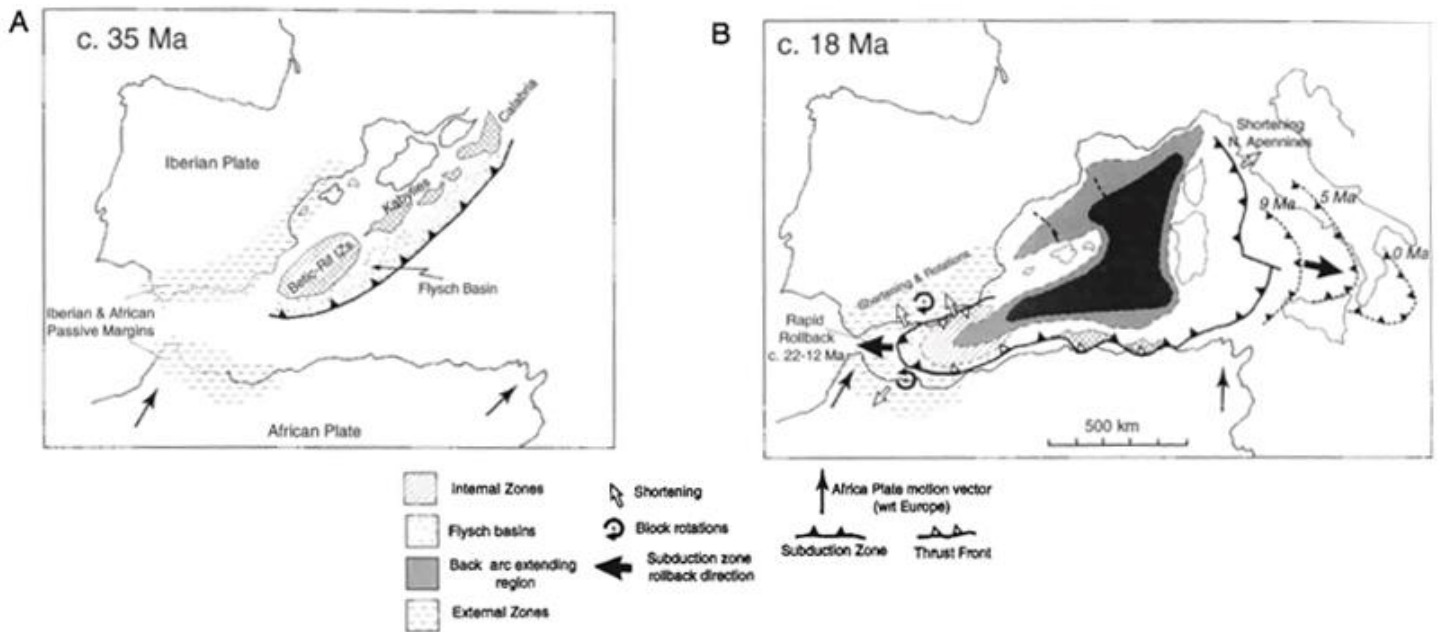 A
c. 35 Ma
Calabria
Iberian Plate
Kabylies
Betic-Rif IZs
Flysch Basin
Iberian & African
Passive Margins
African Plate
B
c. 18 Ma
Shortening
N. Apennines
9 Ma
5 Ma
0 Ma
Shortening & Rotations
Rapid
Rollback
c. 22-12 Ma
500 km
Internal Zones
Flysch basins
Back arc extending
region
External Zones
Shortening
Block rotations
Subduction zone
rollback direction
Africa Plate motion vector
(wrt Europe)
Subduction Zone
Thrust Front